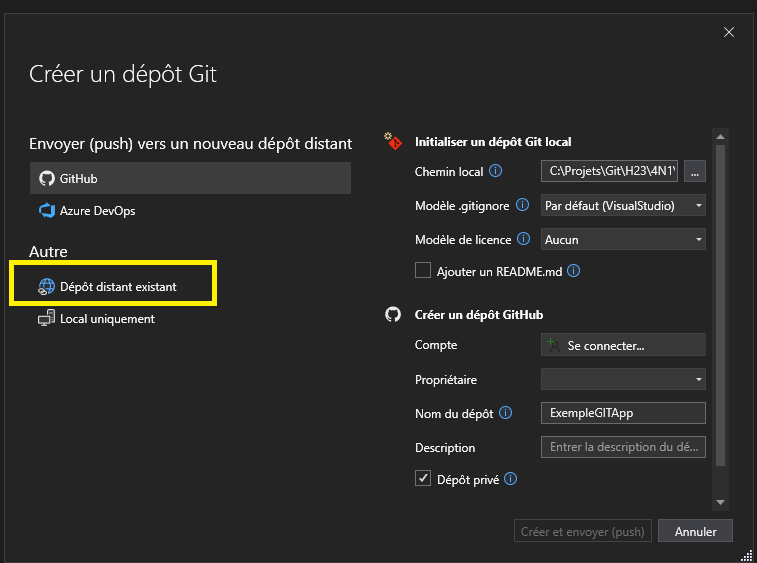 Créer un dépôt Git
Envoyer (push) vers un nouveau dépôt distant
GitHub
Azure DevOps
Autre
Dépôt distant existant
Local uniquement
Initialiser un dépôt Git local
Chemin local C:\Projets\Git\H23\4N1\ ...
Modèle .gitignore Par défaut (VisualStudio)
Modèle de licence Aucun
Ajouter un README.md
Créer un dépôt GitHub
Compte Se connecter...
Propriétaire
Nom du dépôt ExempleGITApp
Description Entrer la description du dé...
Dépôt privé
Créer et envoyer (push) Annuler